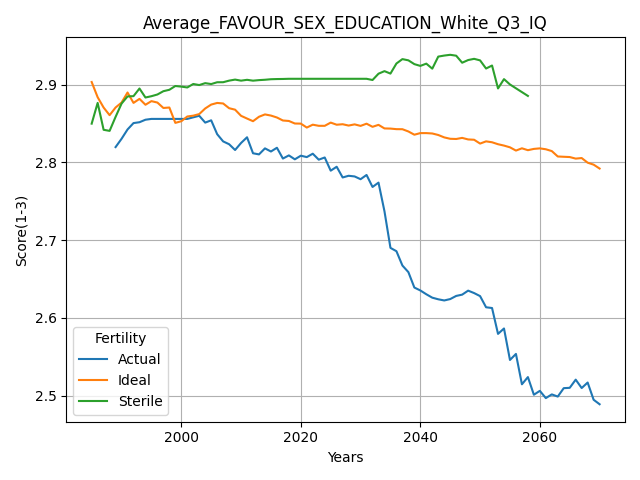 Average_FAVOUR_SEX_EDUCATION_White_Q3_IQ
Score(1-3)
2.9
2.8
2.7
2.6
2.5
Fertility
Actual
Ideal
Sterile
2000
2020
2040
2060
Years